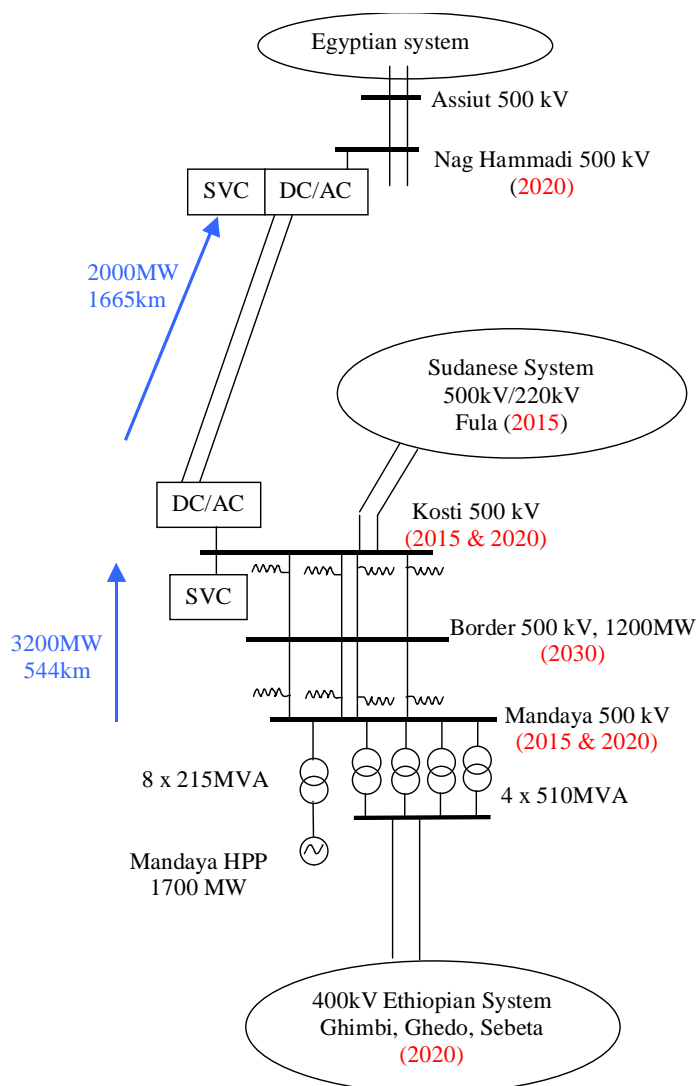 Egyptian system
Assiut 500 kV
Nag Hammadi 500 kV
(2020)
SVC
DC/AC
2000MW
1665km
Sudanese System
500kV/220kV
Fula (2015)
DC/AC
Kosti 500 kV
(2015 & 2020)
SVC
3200MW
544km
Border 500 kV, 1200MW
(2030)
Mandaya 500 kV
(2015 & 2020)
8 x 215MVA
4 x 510MVA
Mandaya HPP
1700 MW
400kV Ethiopian System
Ghimbi, Ghedo, Sebeta
(2020)